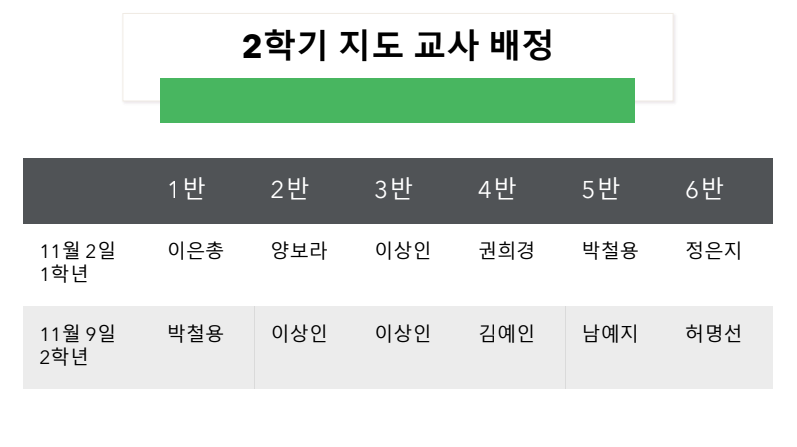 2학기 지도 교사 배정
1반 2반 3반 4반 5반 6반
11월 2일 이은총 양보라 이상인 권희경 박철용 정은지
1학년
11월 9일 박철용 이상인 이상인 김예인 남예지 허명선
2학년